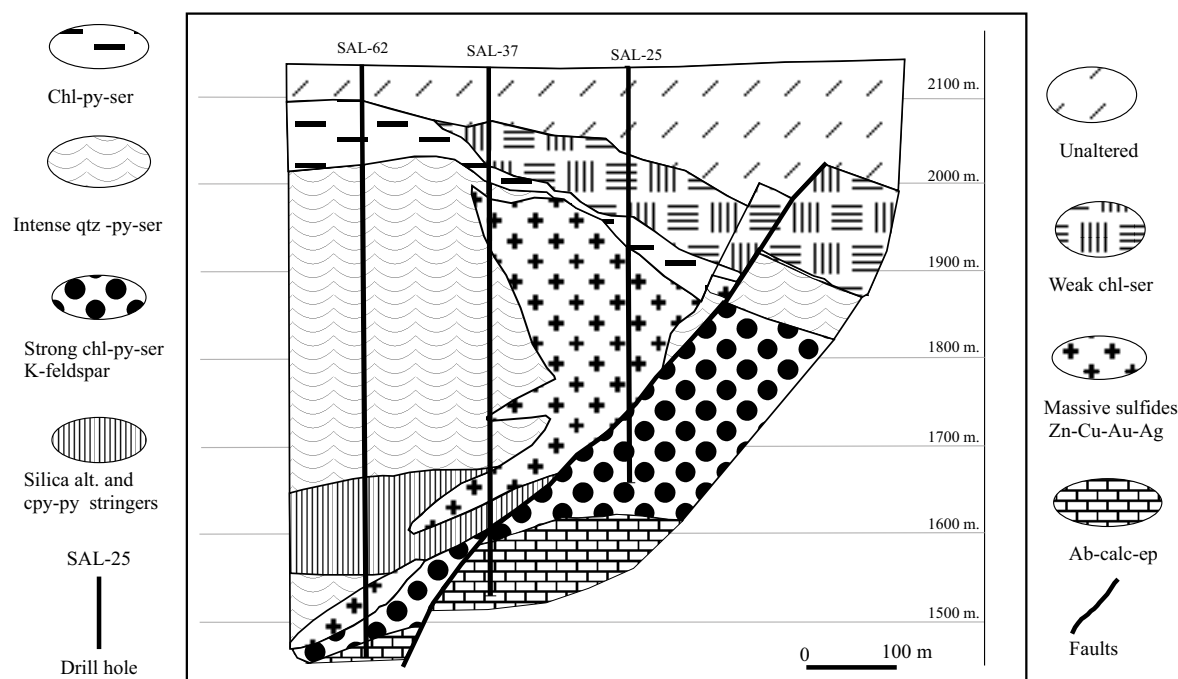 Chl-py-ser
Intense qtz -py-ser
Strong chl-py-ser
K-feldspar
Silica alt. and
cpy-py stringers
SAL-25
Drill hole
SAL-62
SAL-37
SAL-25
2100 m.
2000 m.
1900 m.
1800 m.
1700 m.
1600 m.
1500 m.
0
100 m
Unaltered
Weak chl-ser
Massive sulfides
Zn-Cu-Au-Ag
Ab-calc-ep
Faults